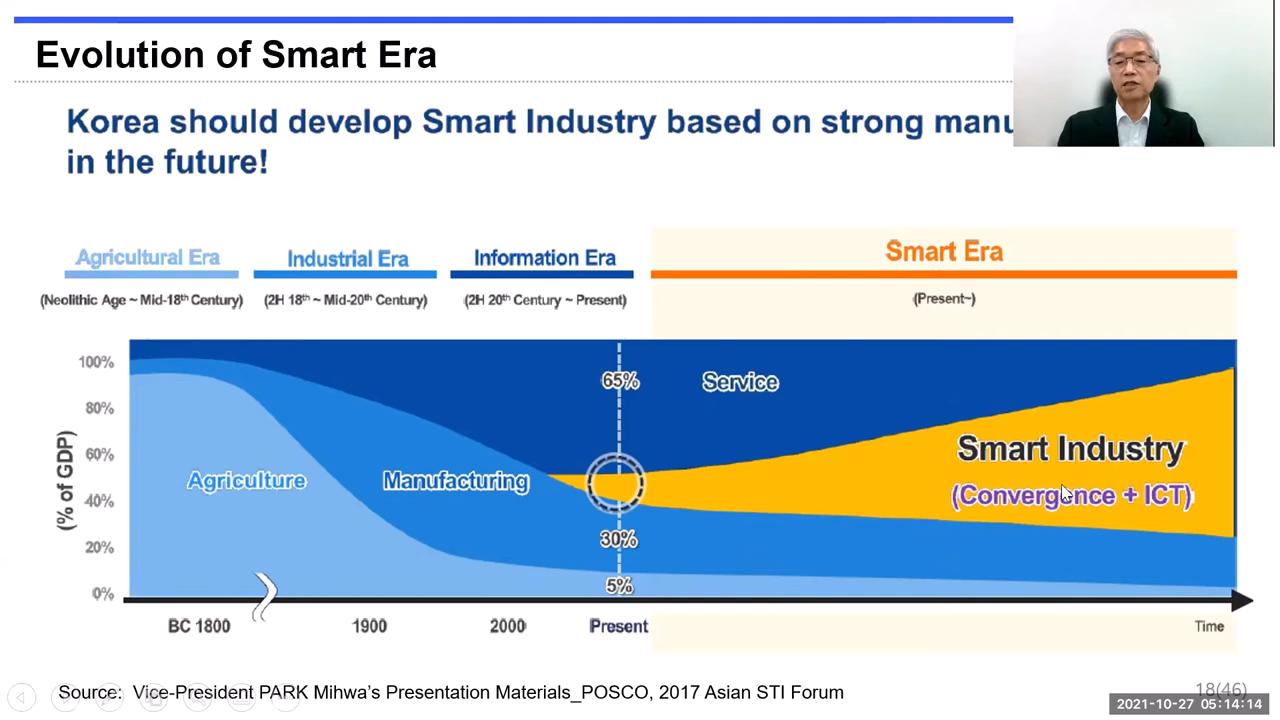 Evolution of Smart Era
Korea should develop Smart Industry based on strong
in the future!
Agricultural Era
Industrial Era
Information Era
Smart Era
(Neolithic Age ~ Mid-18th Century)
(2H 18th ~ Mid-20th Century)
(2H 20th Century ~ Present)
(Present~)
(% of GDP)
100%
80%
60%
40%
20%
0%
65%
Service
Agriculture
Manufacturing
Smart Industry
(Convergence + ICT)
30%
5%
BC 1800
1900
2000
Present
Time
Source: Vice-President PARK Mihwa's Presentation Materials_POSCO, 2017 Asian STI Forum
18(46)
2021-10-27 05:14:14